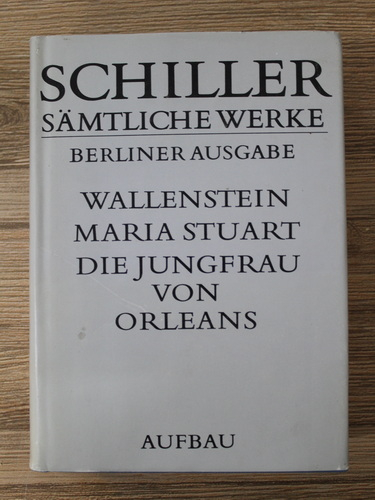 SCHILLER
SÄMTLICHE WERKE
BERLINER AUSGABE
WALLENSTEIN
MARIA STUART
DIE JUNGFRAU
VON
ORLEANS
AUFBAU